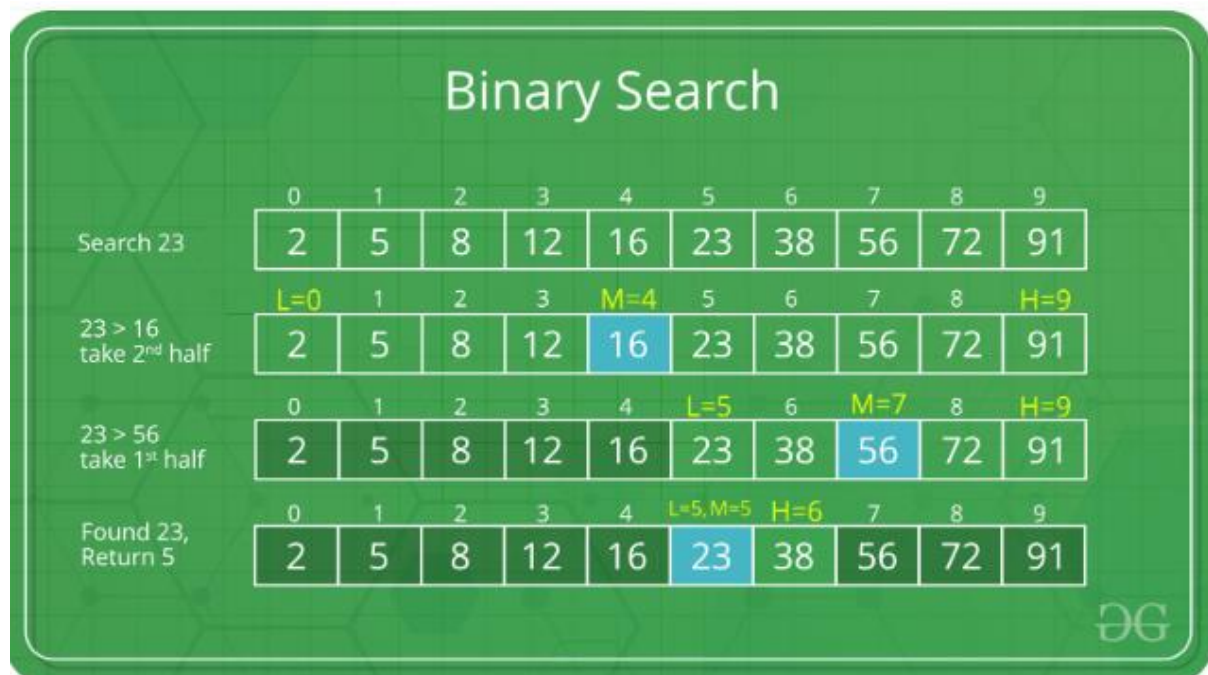 Binary Search
0 1 2 3 4 5 6 7 8 9
Search 23 2 5 8 12 16 23 38 56 72 91
L=0 1 2 3 M=4 5 6 7 8 H=9
23 > 16
take 2nd half 2 5 8 12 16 23 38 56 72 91
0 1 2 3 4 L=5 6 M=7 8 H=9
23 > 56
take 1st half 2 5 8 12 16 23 38 56 72 91
0 1 2 3 4 L=5, M=5 H=6 7 8 9
Found 23,
Return 5 2 5 8 12 16 23 38 56 72 91